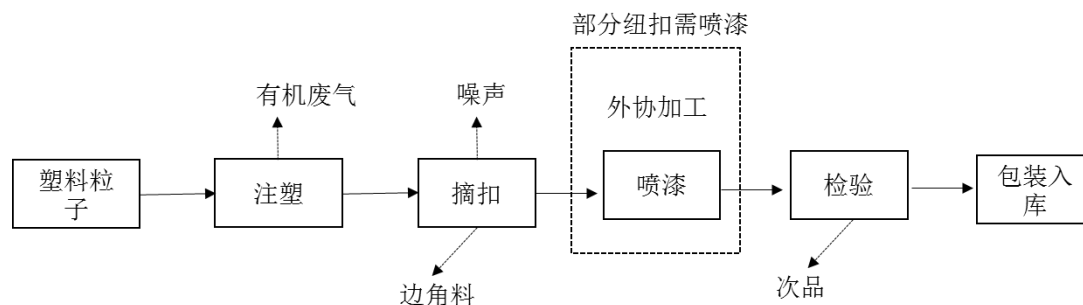 部分纽扣需喷漆
有机废气
噪声
外协加工
塑料粒
子
注塑
摘扣
喷漆
检验
包装入
库
边角料
次品